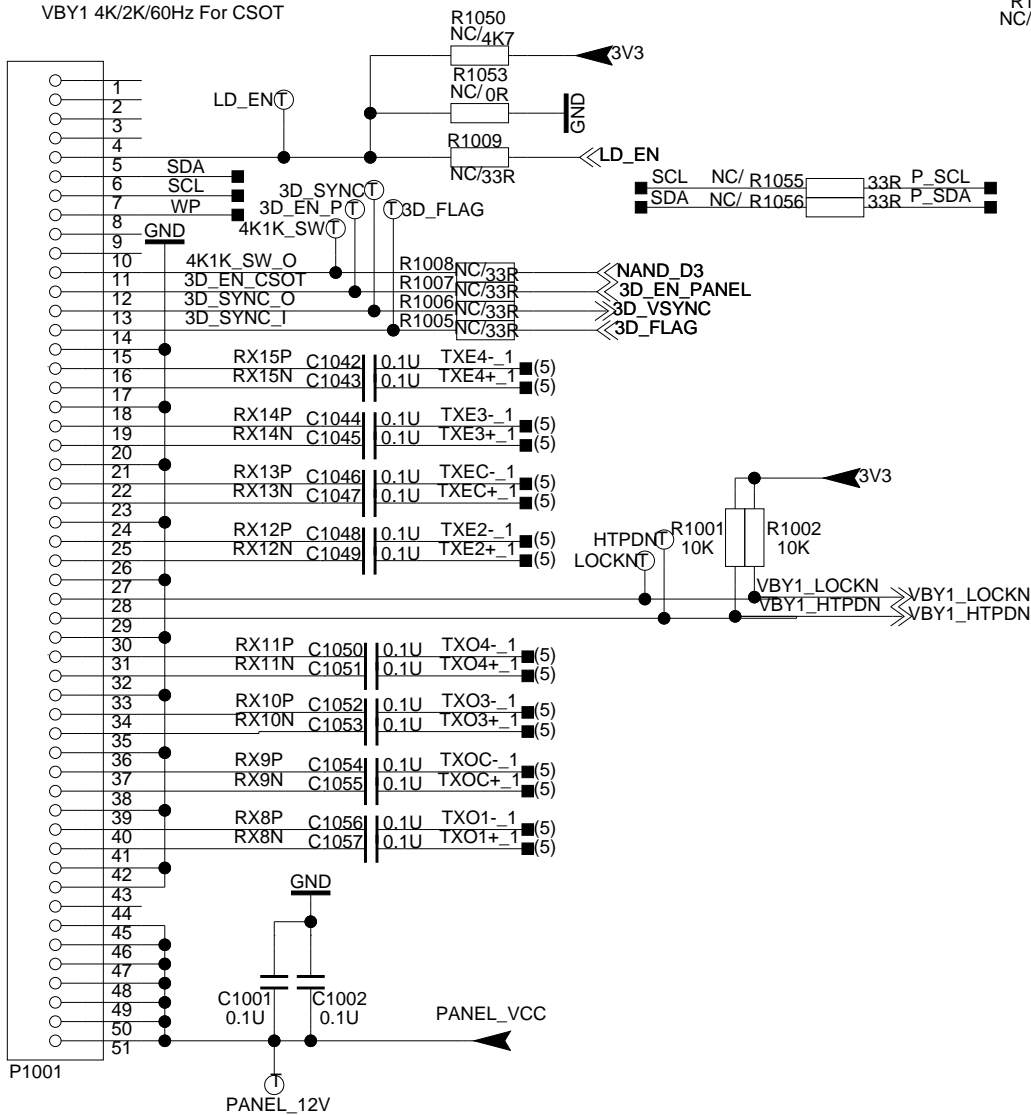 VBY1 4K/2K/60Hz For CSOT
R1
NC/
R1050
NC/4K7
3V3
R1053
NC/0R
GND
R1009
NC/33R
LD_EN
LD_EN
T
1
2
3
4
5
6
7
8
9
10
11
12
13
14
15
16
17
18
19
20
21
22
23
24
25
26
27
28
29
30
31
32
33
34
35
36
37
38
39
40
41
42
43
44
45
46
47
48
49
50
51
P1001
SDA
SCL
WP
GND
3D_SYNC T
3D_EN_P T
T 3D_FLAG
4K1K_SW T
SCL NC/ R1055 33R P_SCL
SDA NC/ R1056 33R P_SDA
4K1K_SW_O R1008 NC/33R NAND_D3
3D_EN_CSOT R1007 NC/33R 3D_EN_PANEL
3D_SYNC_O R1006 NC/33R 3D_VSYNC
3D_SYNC_I R1005 NC/33R 3D_FLAG
RX15P C1042 0.1U TXE4-_1 (5)
RX15N C1043 0.1U TXE4+_1 (5)
RX14P C1044 0.1U TXE3-_1 (5)
RX14N C1045 0.1U TXE3+_1 (5)
RX13P C1046 0.1U TXEC-_1 (5)
RX13N C1047 0.1U TXEC+_1 (5)
RX12P C1048 0.1U TXE2-_1 (5)
RX12N C1049 0.1U TXE2+_1 (5)
3V3
R1001
10K
R1002
10K
HTPDN T
LOCKN T
VBY1_LOCKN VBY1_LOCKN
VBY1_HTPDN VBY1_HTPDN
RX11P C1050 0.1U TXO4-_1 (5)
RX11N C1051 0.1U TXO4+_1 (5)
RX10P C1052 0.1U TXO3-_1 (5)
RX10N C1053 0.1U TXO3+_1 (5)
RX9P C1054 0.1U TXOC-_1 (5)
RX9N C1055 0.1U TXOC+_1 (5)
RX8P C1056 0.1U TXO1-_1 (5)
RX8N C1057 0.1U TXO1+_1 (5)
GND
C1001
0.1U
C1002
0.1U
PANEL_VCC
T
PANEL_12V